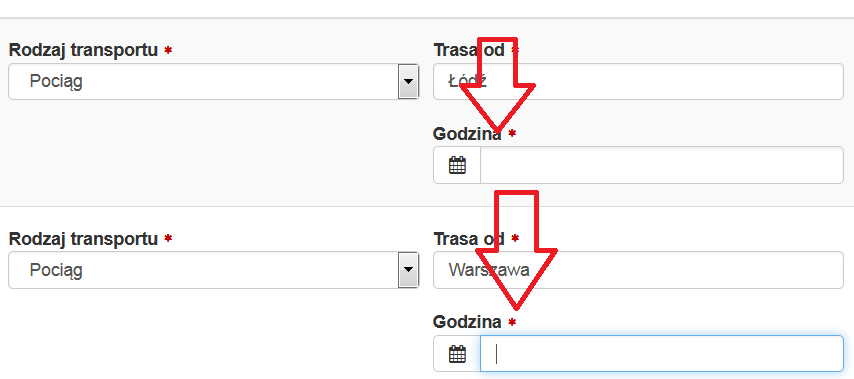 Rodzaj transportu * Trasa od *
Pociąg Łódź
Godzina *
Rodzaj transportu * Trasa od *
Pociąg Warszawa
Godzina *